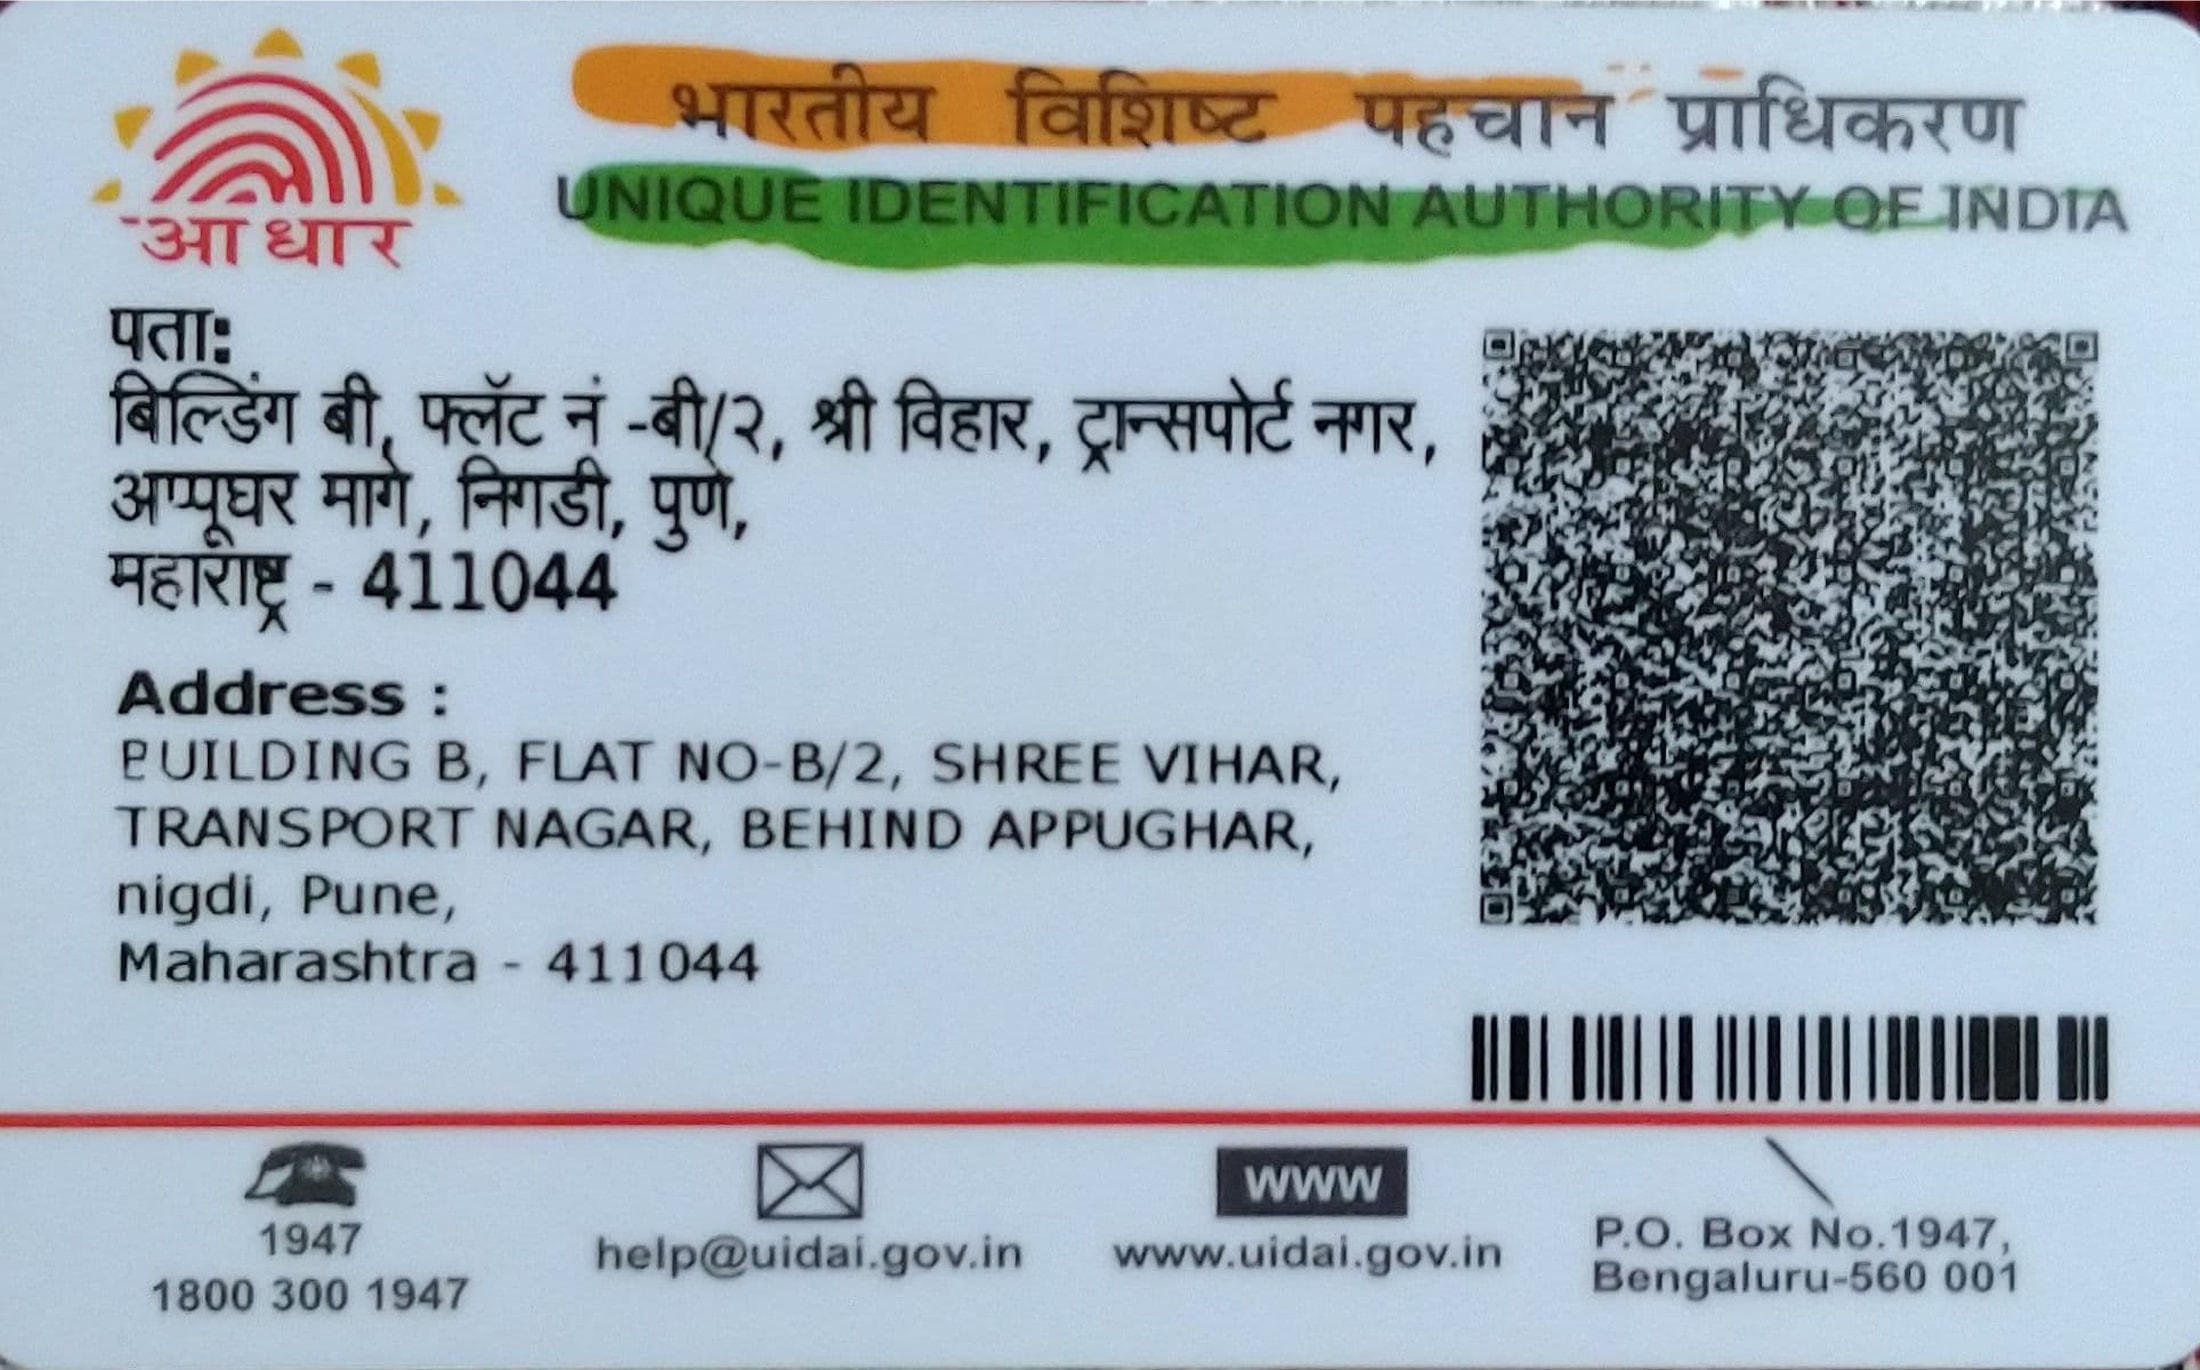 आधार
भारतीय विशिष्ट पहचान प्राधिकरण
UNIQUE IDENTIFICATION AUTHORITY OF INDIA
पता:
बिल्डिंग बी, फ्लॅट नं -बी/२, श्री विहार, ट्रान्सपोर्ट नगर,
अप्पूघर मागे, निगडी, पुणे,
महाराष्ट्र - 411044
Address :
BUILDING B, FLAT NO-B/2, SHREE VIHAR,
TRANSPORT NAGAR, BEHIND APPUGHAR,
nigdi, Pune,
Maharashtra - 411044
1947
1800 300 1947
help@uidai.gov.in
www
www.uidai.gov.in
P.O. Box No.1947,
Bengaluru-560 001